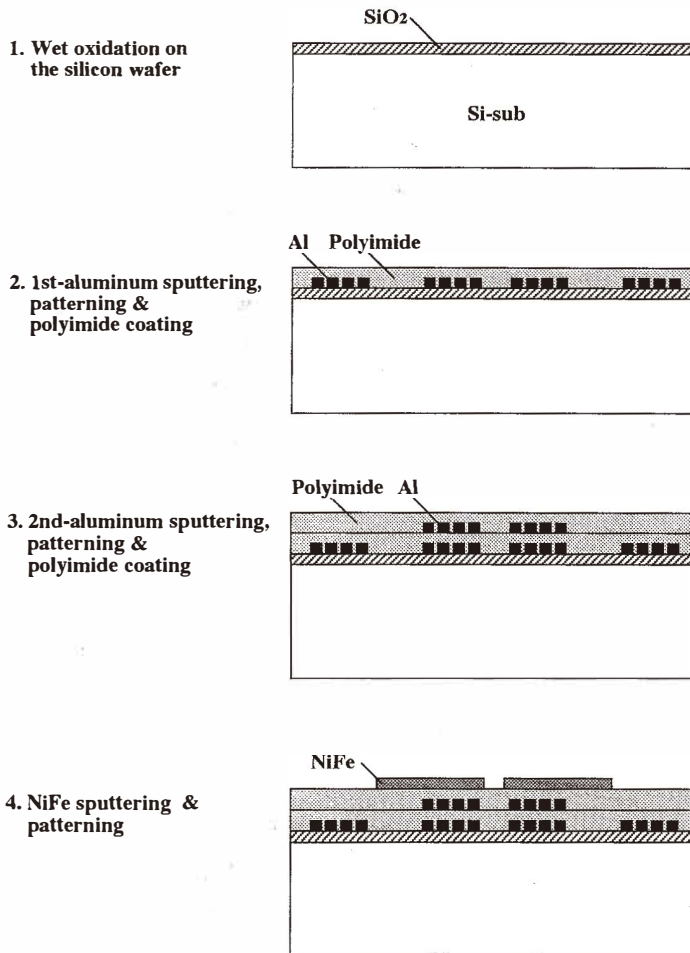 SiO2
1. Wet oxidation on
the silicon wafer
Si-sub
Al Polyimide
2. 1st-aluminum sputtering,
patterning &
polyimide coating
Polyimide Al
3. 2nd-aluminum sputtering,
patterning &
polyimide coating
NiFe
4. NiFe sputtering &
patterning